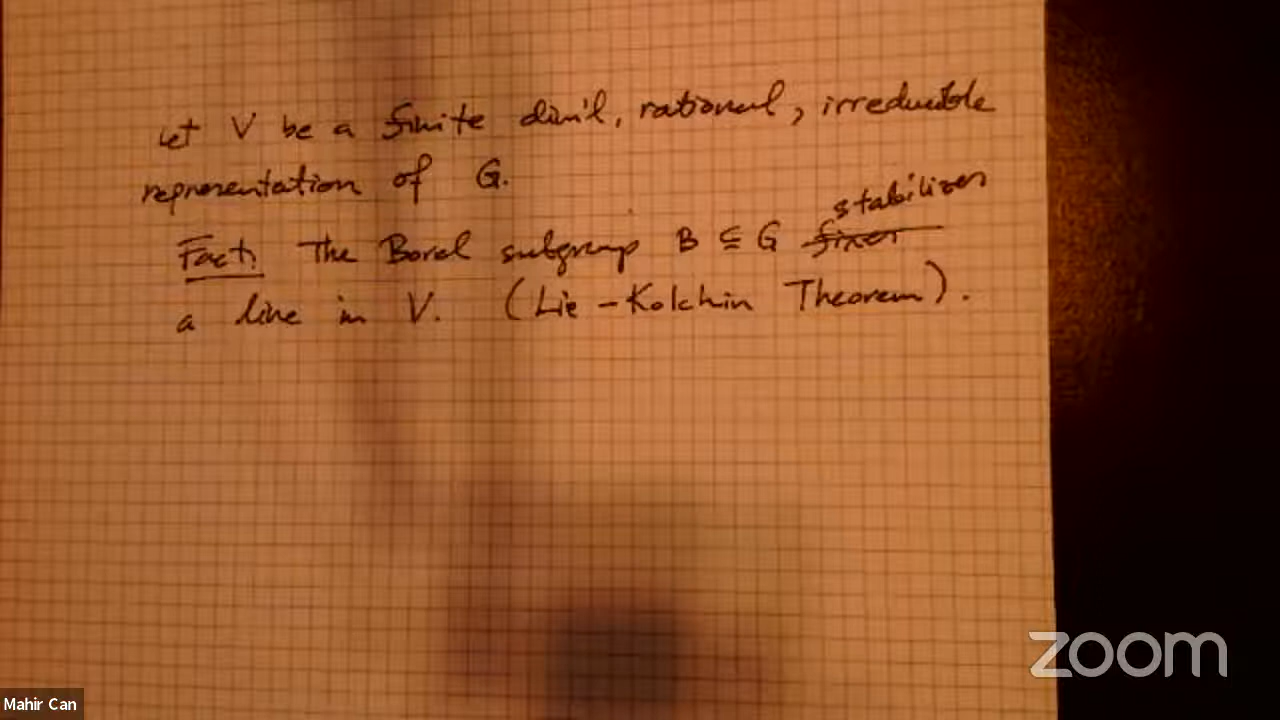 Let V be a finite dim'l, rational, irreducible
representation of G.
stabilizes
Fact: The Borel subgroup B ⊆ G fixes
a line in V. (Lie-Kolchin Theorem).
zoom
Mahir Can